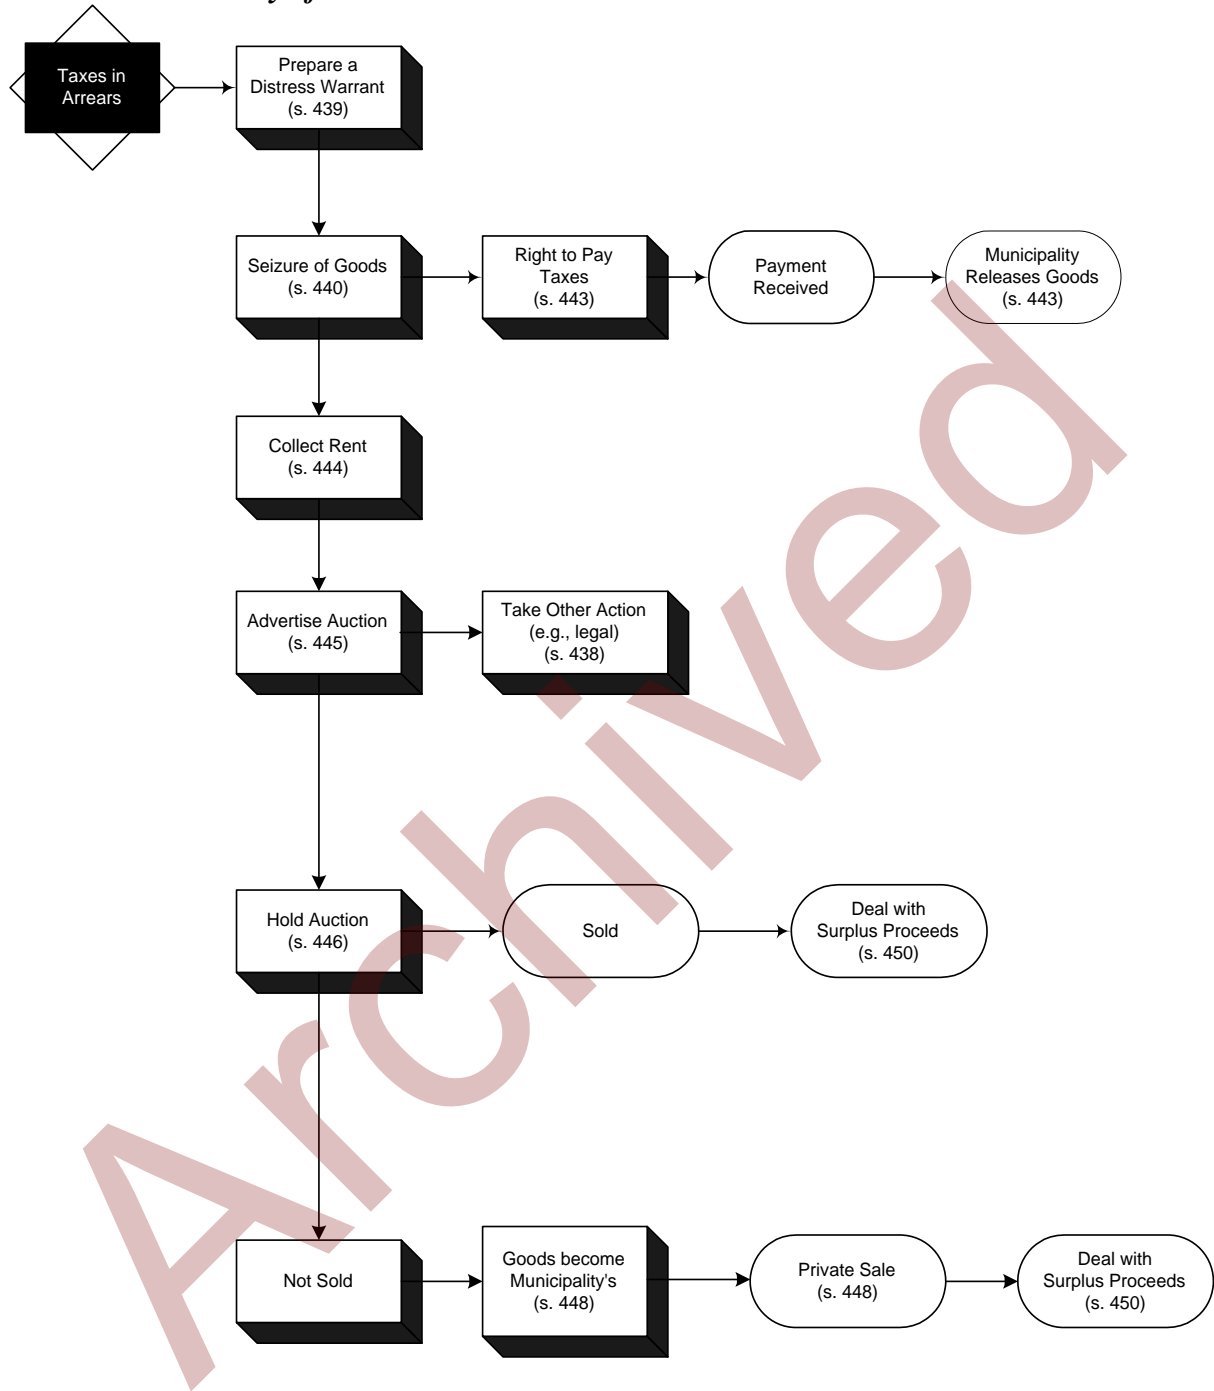 Taxes in
Arrears
Prepare a
Distress Warrant
(s. 439)
Seizure of Goods
(s. 440)
Right to Pay
Taxes
(s. 443)
Payment
Received
Municipality
Releases Goods
(s. 443)
Collect Rent
(s. 444)
Advertise Auction
(s. 445)
Take Other Action
(e.g., legal)
(s. 438)
Hold Auction
(s. 446)
Sold
Deal with
Surplus Proceeds
(s. 450)
Not Sold
Goods become
Municipality's
(s. 448)
Private Sale
(s. 448)
Deal with
Surplus Proceeds
(s. 450)
Archived